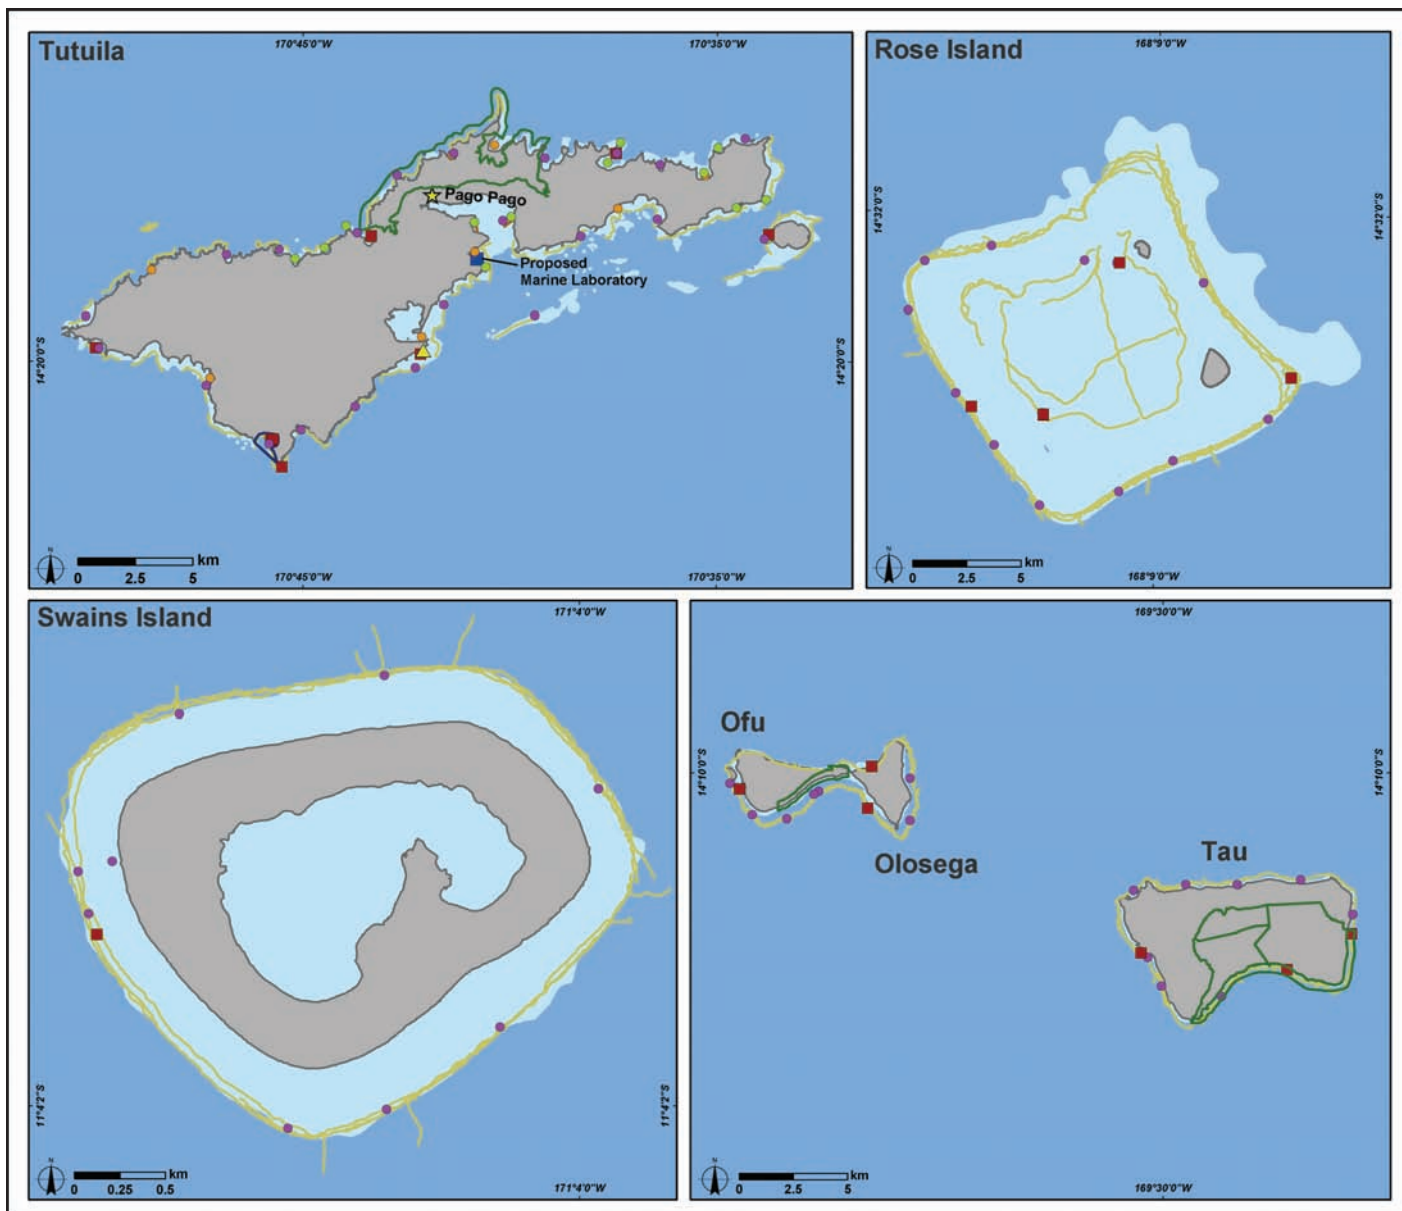 Tutuila
170°45'0"W
170°35'0"W
Pago Pago
Proposed
Marine Laboratory
14°20'0"S
14°20'0"S
N
km
0 2.5 5
170°45'0"W
170°35'0"W
Rose Island
168°9'0"W
14°32'0"S
14°32'0"S
N
km
0 2.5 5
168°9'0"W
Swains Island
171°4'0"W
11°4'2"S
11°4'2"S
N
km
0 0.25 0.5
171°4'0"W
169°30'0"W
Ofu
14°10'0"S
14°10'0"S
Olosega
Tau
N
km
0 2.5 5
169°30'0"W